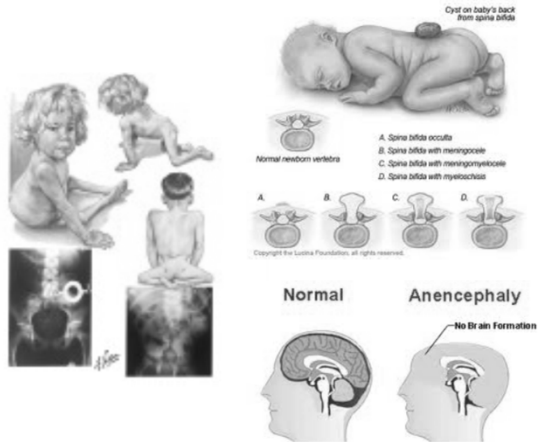 Cyst on baby's back
from spina bifida
Normal newborn vertebra
A. Spina bifida occulta
B. Spina bifida with meningocele
C. Spina bifida with meningomyelocele
D. Spina bifida with myeloschisis
A.
B.
C.
D.
Copyright the Lucina Foundation, all rights reserved.
Normal
Anencephaly
No Brain Formation